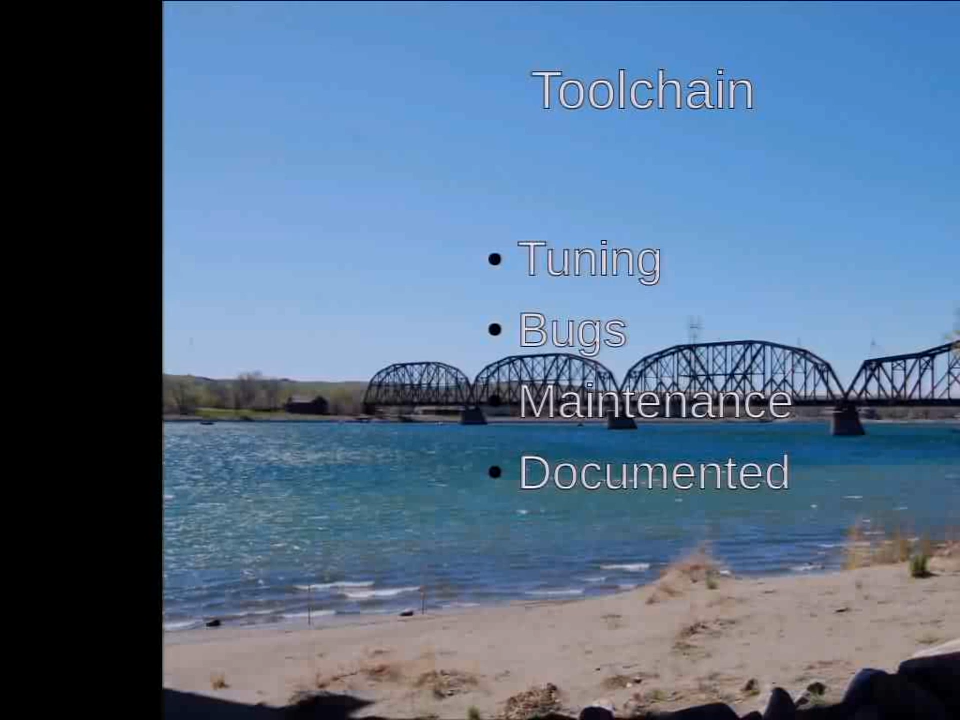 Toolchain
• Tuning
• Bugs
• Maintenance
• Documented